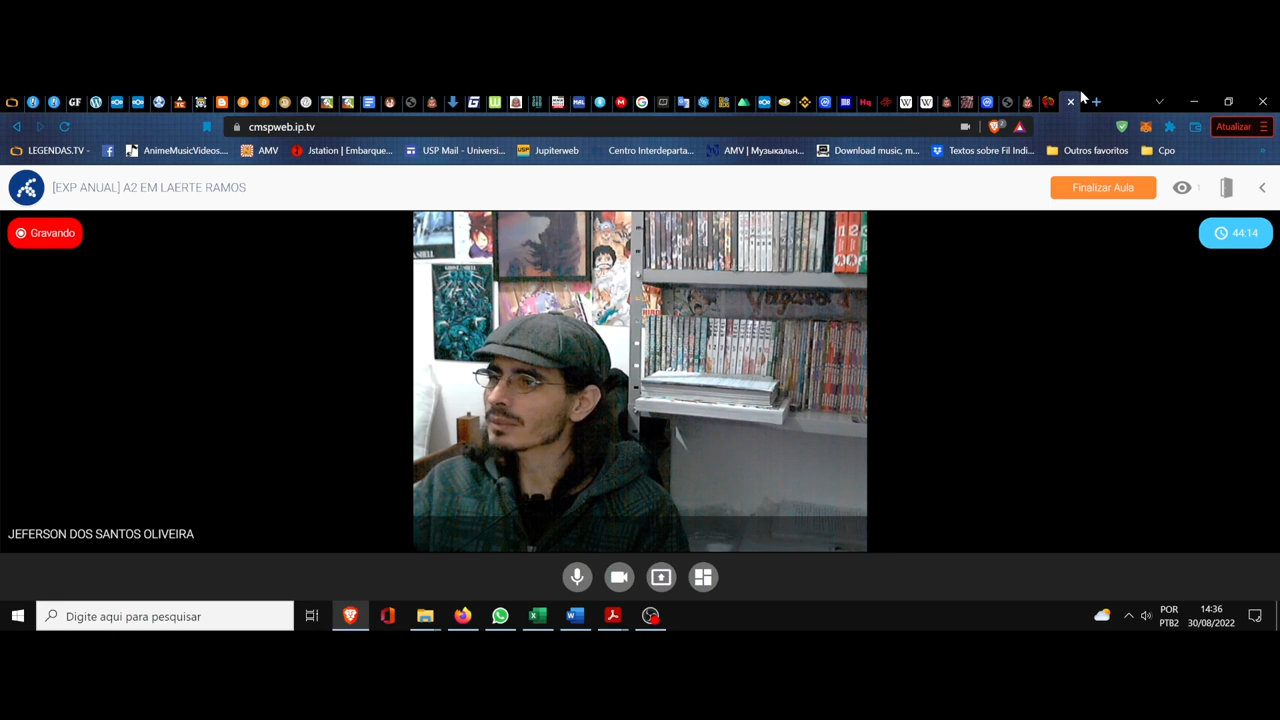 cmspweb.ip.tv
Atualizar
LEGENDAS.TV -
AnimeMusicVideos...
AMV
Jstation | Embarque...
USP Mail - Universi...
Jupiterweb
Centro Interdeparta...
AMV | Музыкальн...
Download music, m...
Textos sobre Fil Indi...
Outros favoritos
Cpo
[EXP ANUAL] A2 EM LAERTE RAMOS
Finalizar Aula
1
Gravando
44:14
JEFERSON DOS SANTOS OLIVEIRA
Digite aqui para pesquisar
POR
PTB2
14:36
30/08/2022